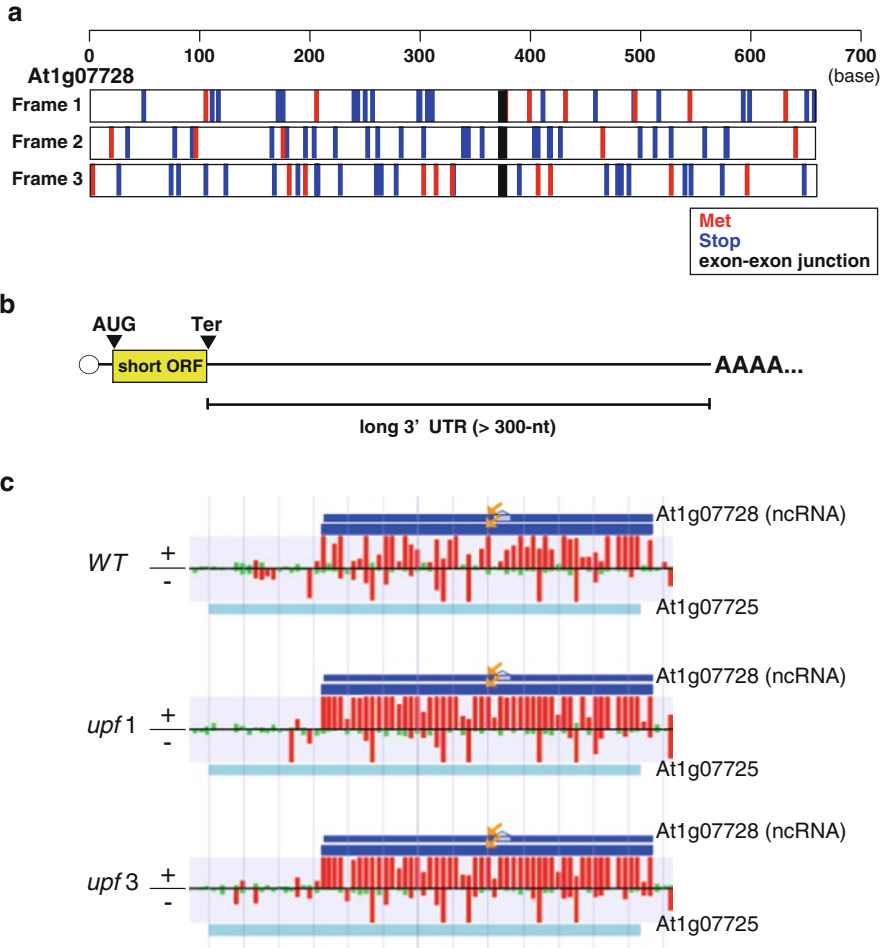 a
0 100 200 300 400 500 600 700
At1g07728 (base)
Frame 1
Frame 2
Frame 3
Met
Stop
exon-exon junction
b
AUG Ter
short ORF AAAA...
long 3' UTR (> 300-nt)
c
At1g07728 (ncRNA)
WT + -
At1g07725
At1g07728 (ncRNA)
upf1 + -
At1g07725
At1g07728 (ncRNA)
upf3 + -
At1g07725